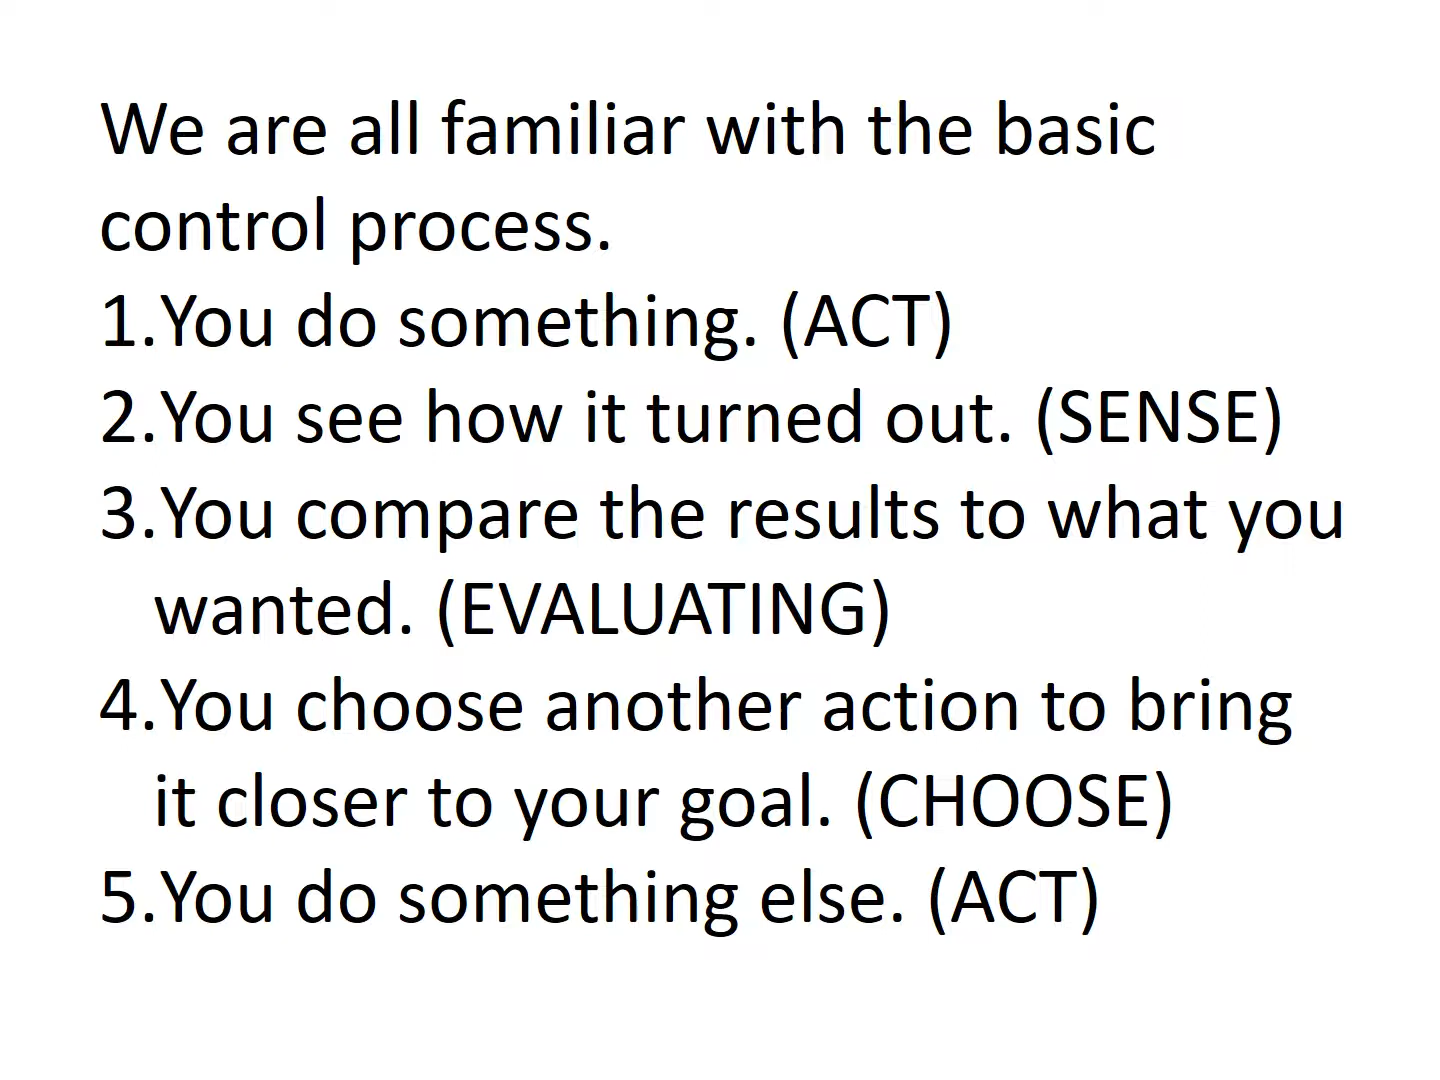 We are all familiar with the basic
control process.
1.You do something. (ACT)
2.You see how it turned out. (SENSE)
3.You compare the results to what you
wanted. (EVALUATING)
4.You choose another action to bring
it closer to your goal. (CHOOSE)
5.You do something else. (ACT)